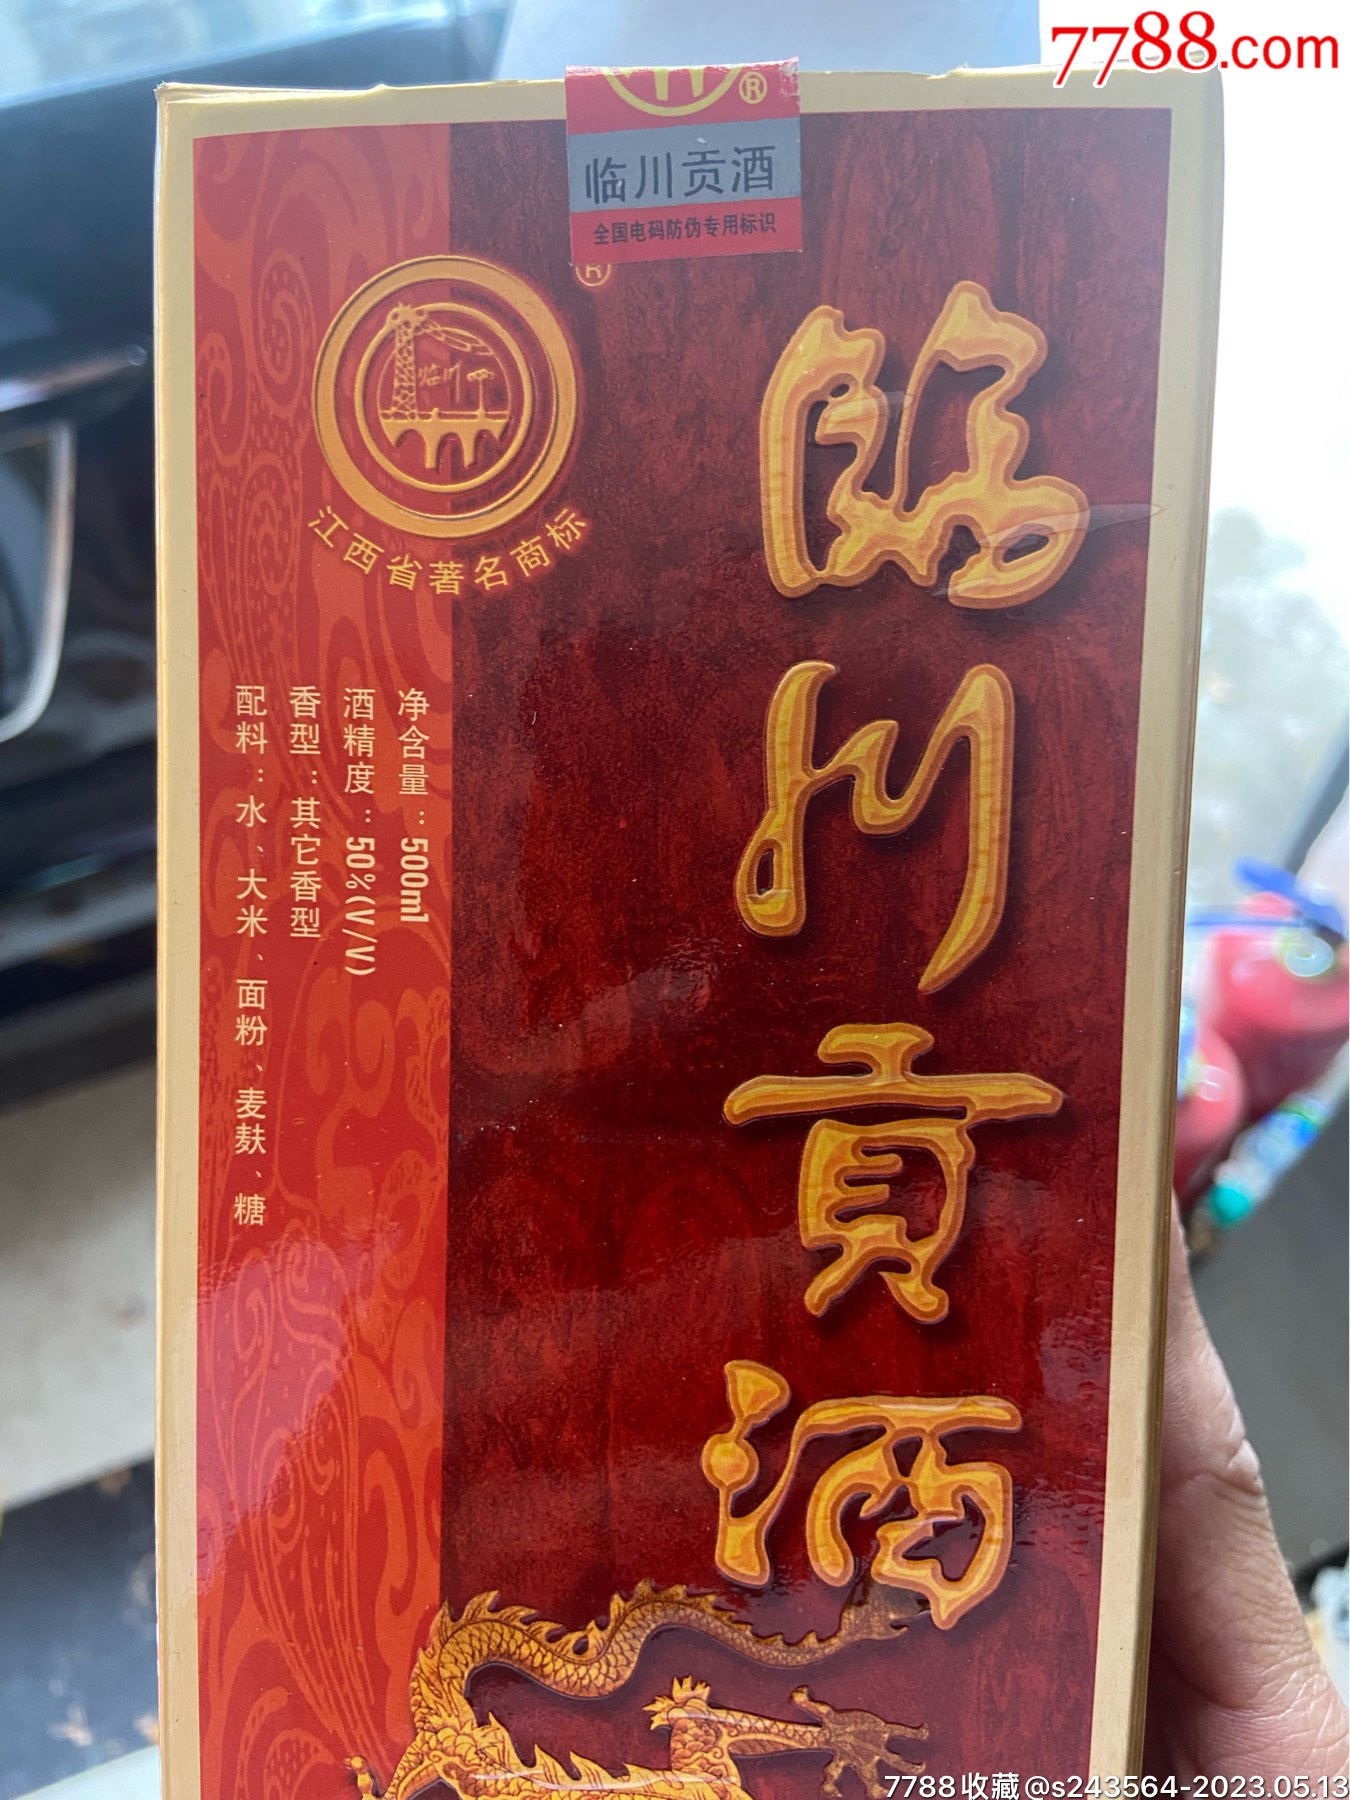 7788.com
®
临川贡酒
全国电码防伪专用标识
®
临川
江西省著名商标
臨川貢酒
净含量：500ml
酒精度：50%(V/V)
香型：其它香型
配料：水、大米、面粉、麦麸、糖
7788收藏@s243564-2023.05.13